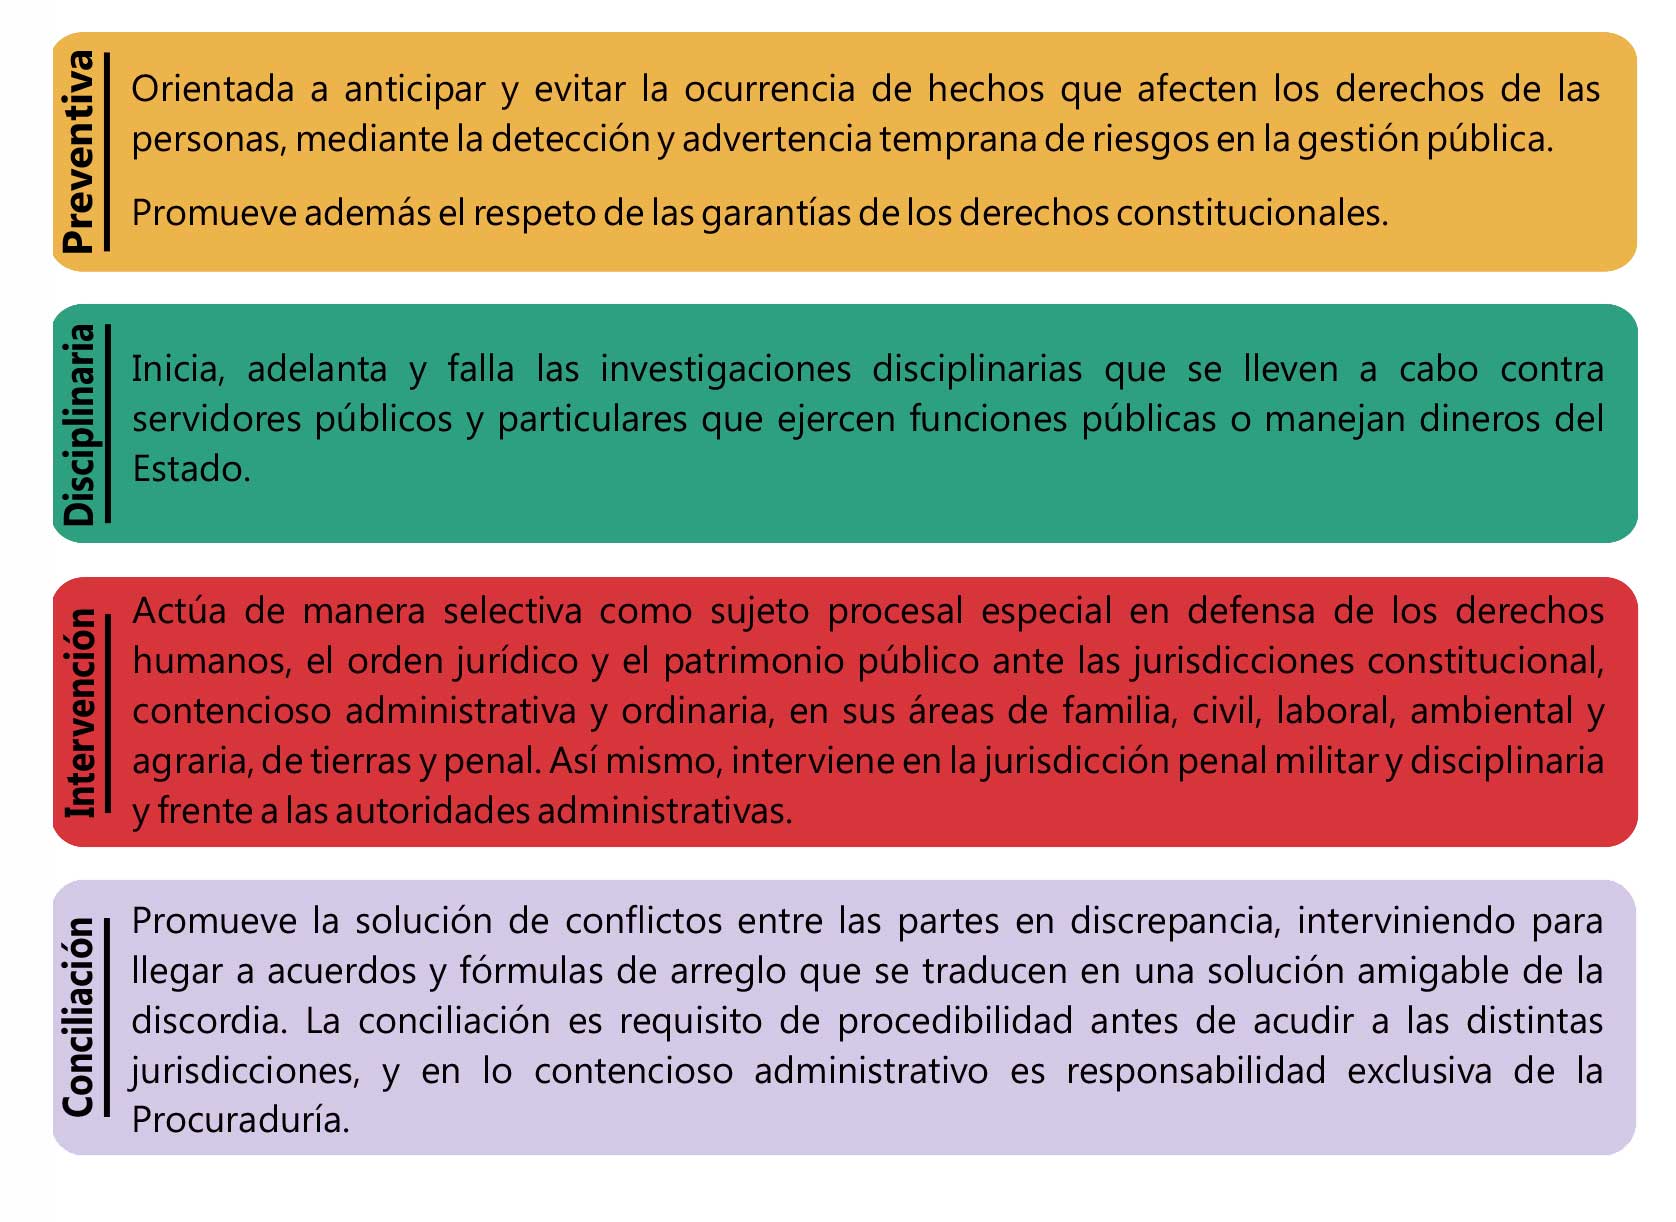 Preventiva
Orientada a anticipar y evitar la ocurrencia de hechos que afecten los derechos de las
personas, mediante la detección y advertencia temprana de riesgos en la gestión pública.
Promueve además el respeto de las garantías de los derechos constitucionales.
Disciplinaria
Inicia, adelanta y falla las investigaciones disciplinarias que se lleven a cabo contra
servidores públicos y particulares que ejercen funciones públicas o manejan dineros del
Estado.
Intervención
Actúa de manera selectiva como sujeto procesal especial en defensa de los derechos
humanos, el orden jurídico y el patrimonio público ante las jurisdicciones constitucional,
contencioso administrativa y ordinaria, en sus áreas de familia, civil, laboral, ambiental y
agraria, de tierras y penal. Así mismo, interviene en la jurisdicción penal militar y disciplinaria
y frente a las autoridades administrativas.
Conciliación
Promueve la solución de conflictos entre las partes en discrepancia, interviniendo para
llegar a acuerdos y fórmulas de arreglo que se traducen en una solución amigable de la
discordia. La conciliación es requisito de procedibilidad antes de acudir a las distintas
jurisdicciones, y en lo contencioso administrativo es responsabilidad exclusiva de la
Procuraduría.